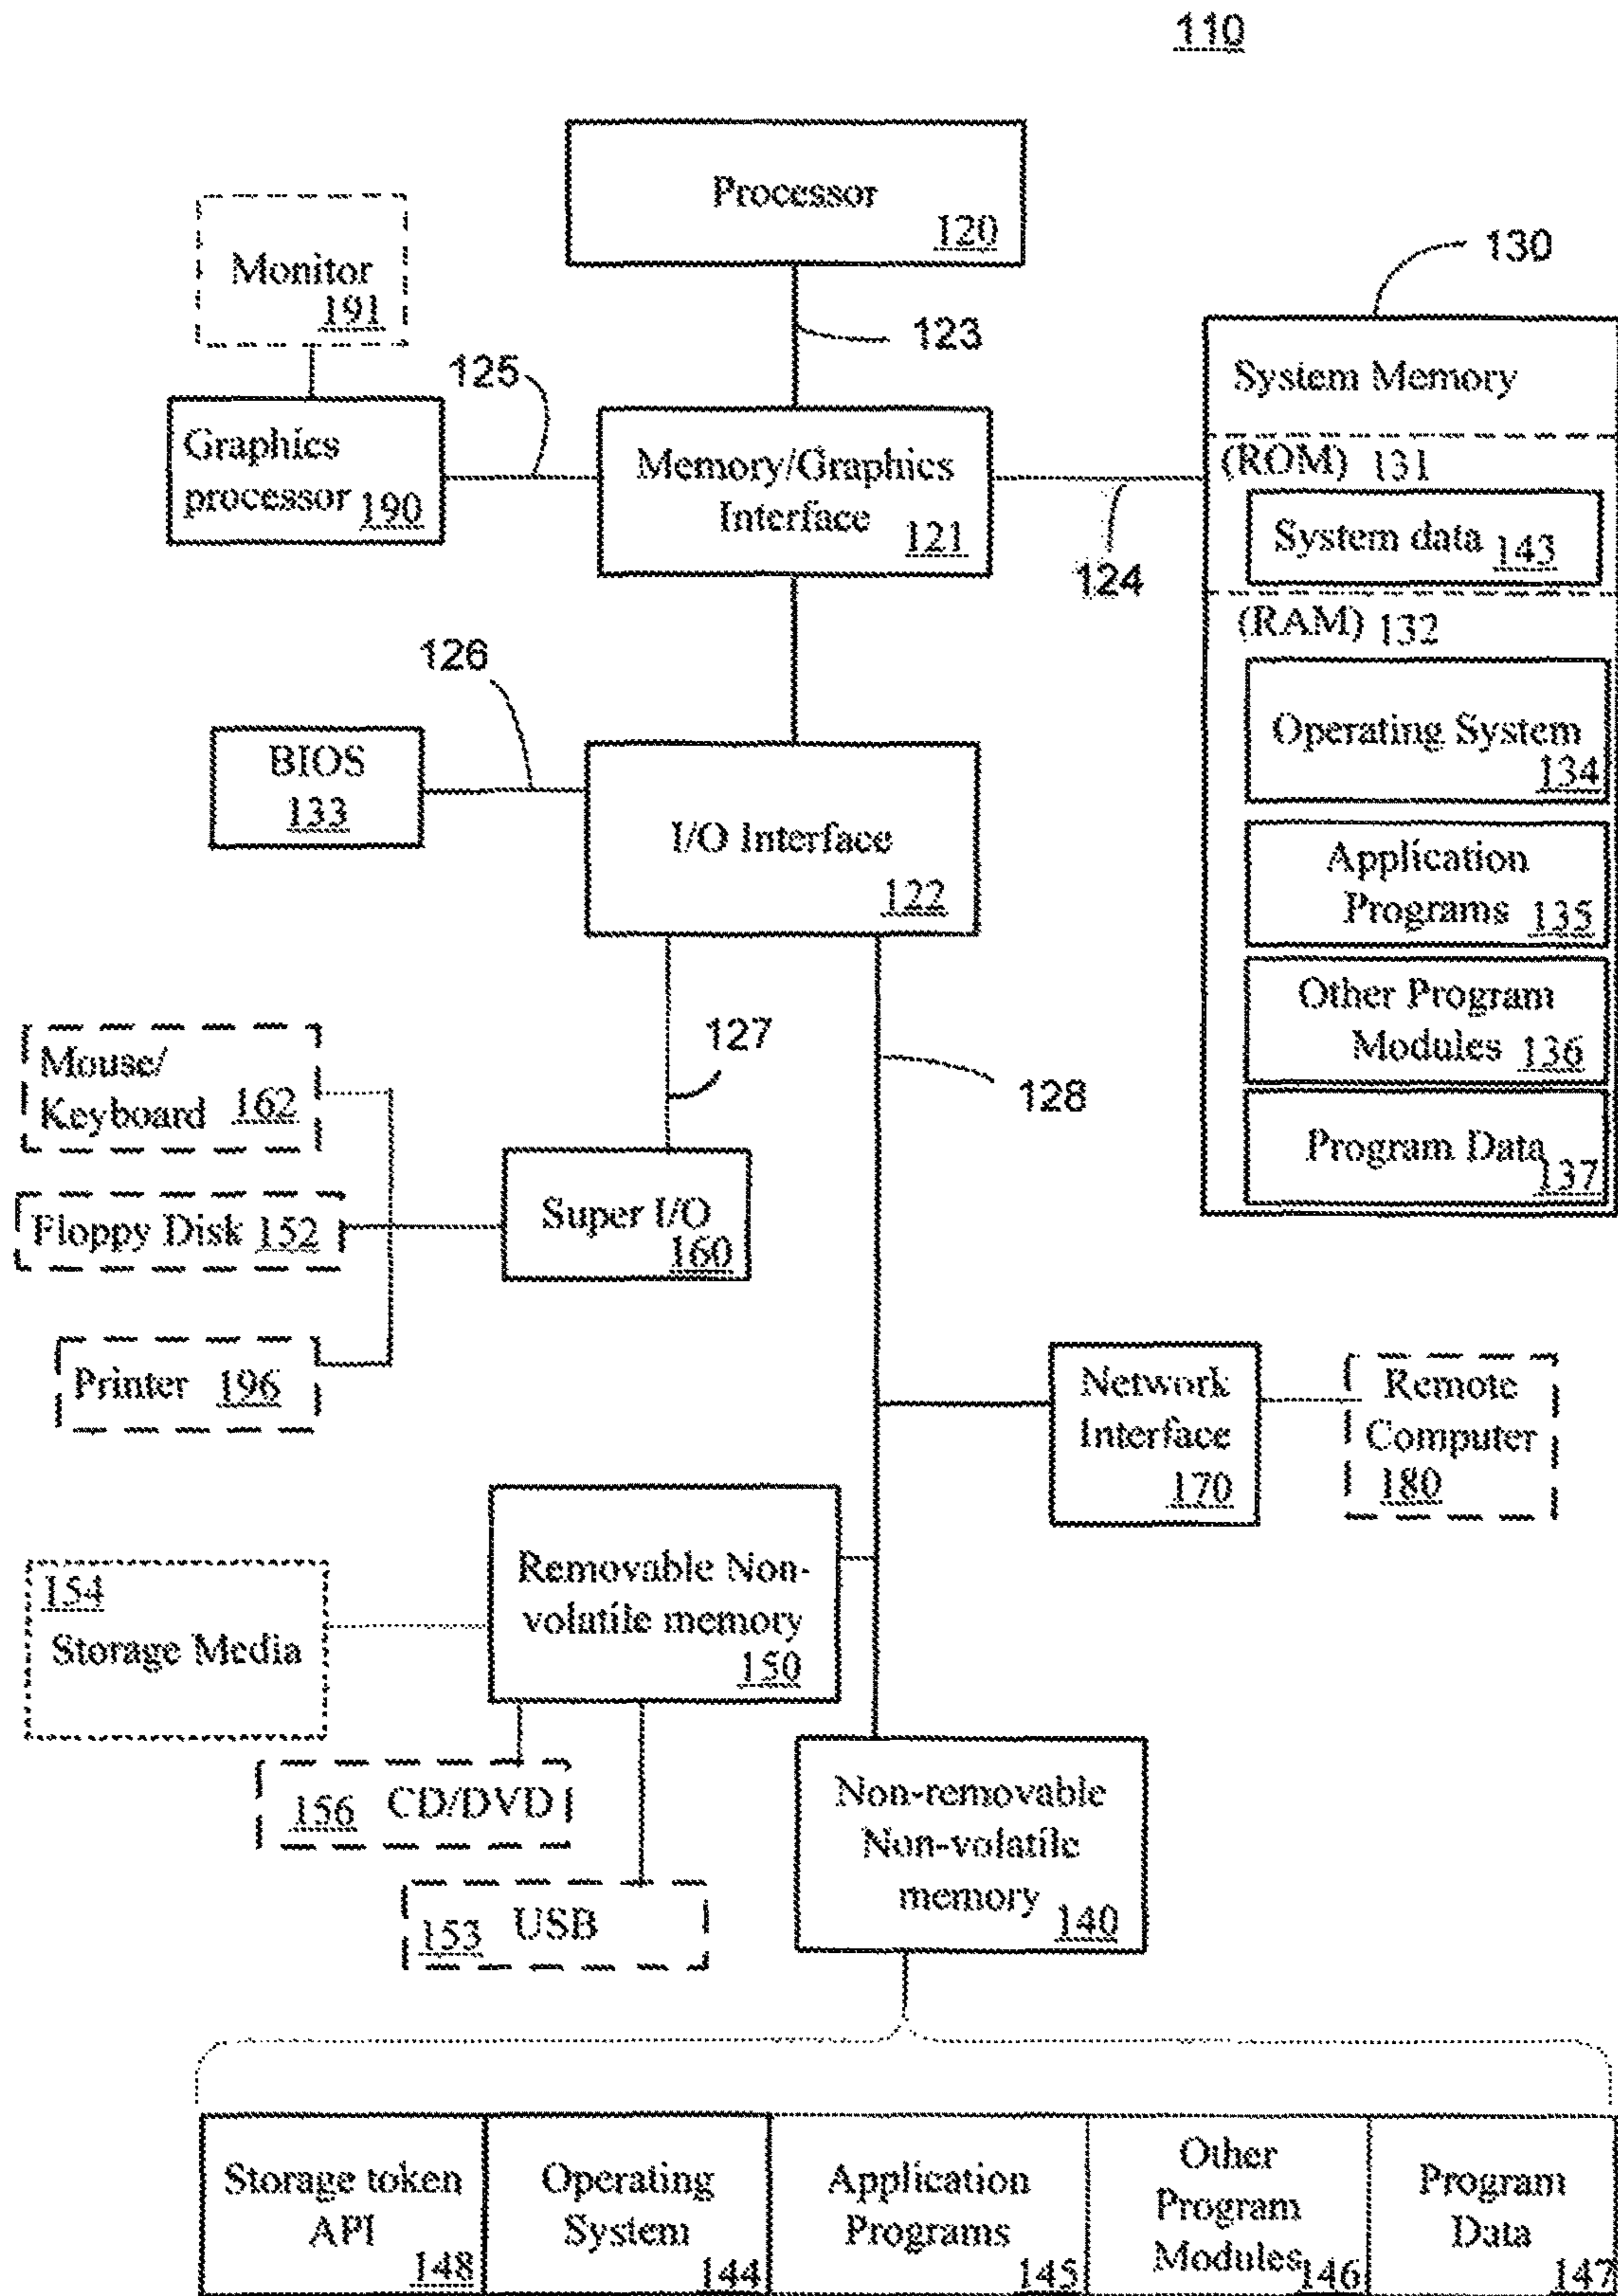 110
Processor
120
Monitor
191
130
123
125
System Memory
Graphics
processor 190
Memory/Graphics
Interface
121
(ROM) 131
System data 143
124
(RAM) 132
126
Operating System
134
BIOS
133
I/O Interface
122
Application
Programs 135
Other Program
Modules 136
127
128
Mouse/
Keyboard 162
Program Data
137
Super I/O
160
Floppy Disk 152
Printer 196
Network
Interface
170
Remote
Computer
180
154
Storage Media
Removable Non-
volatile memory
150
156 CD/DVD
153 USB
Non-removable
Non-volatile
memory
140
Storage token
API
148
Operating
System
144
Application
Programs
145
Other
Program
Modules 146
Program
Data
147